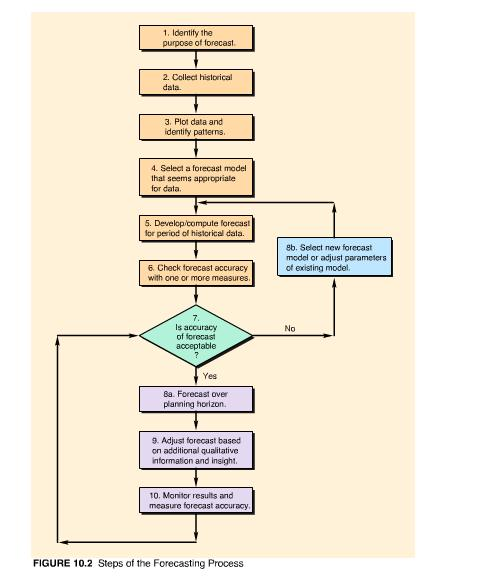 1. Identify the
purpose of forecast.
2. Collect historical
data.
3. Plot data and
identify patterns.
4. Select a forecast model
that seems appropriate
for data.
5. Develop/compute forecast
for period of historical data.
8b. Select new forecast
model or adjust parameters
of existing model.
6. Check forecast accuracy
with one or more measures.
7.
Is accuracy
of forecast
acceptable
?
No
Yes
8a. Forecast over
planning horizon.
9. Adjust forecast based
on additional qualitative
information and insight.
10. Monitor results and
measure forecast accuracy.
FIGURE 10.2 Steps of the Forecasting Process